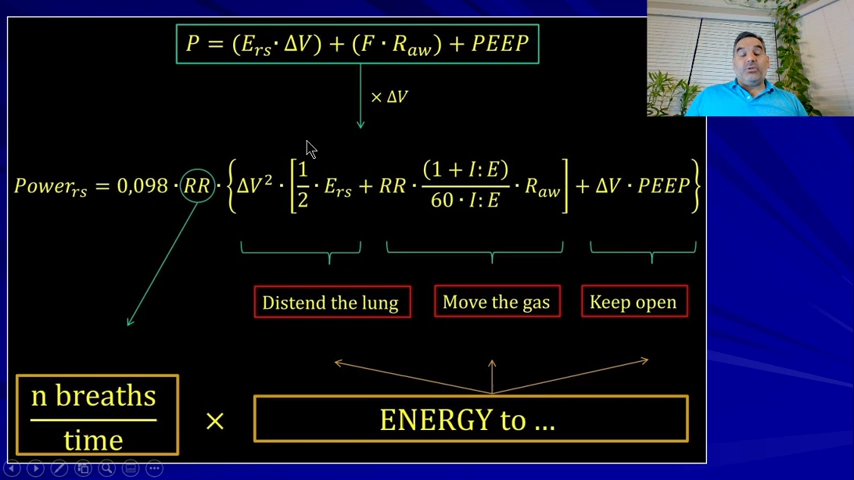 P = (E_rs · ΔV) + (F · R_aw) + PEEP
× ΔV
Power_rs = 0,098 · RR · {ΔV² · [1/2 · E_rs + RR · (1 + I:E)/(60 · I:E) · R_aw] + ΔV · PEEP}
Distend the lung
Move the gas
Keep open
n breaths
time
×
ENERGY to ...